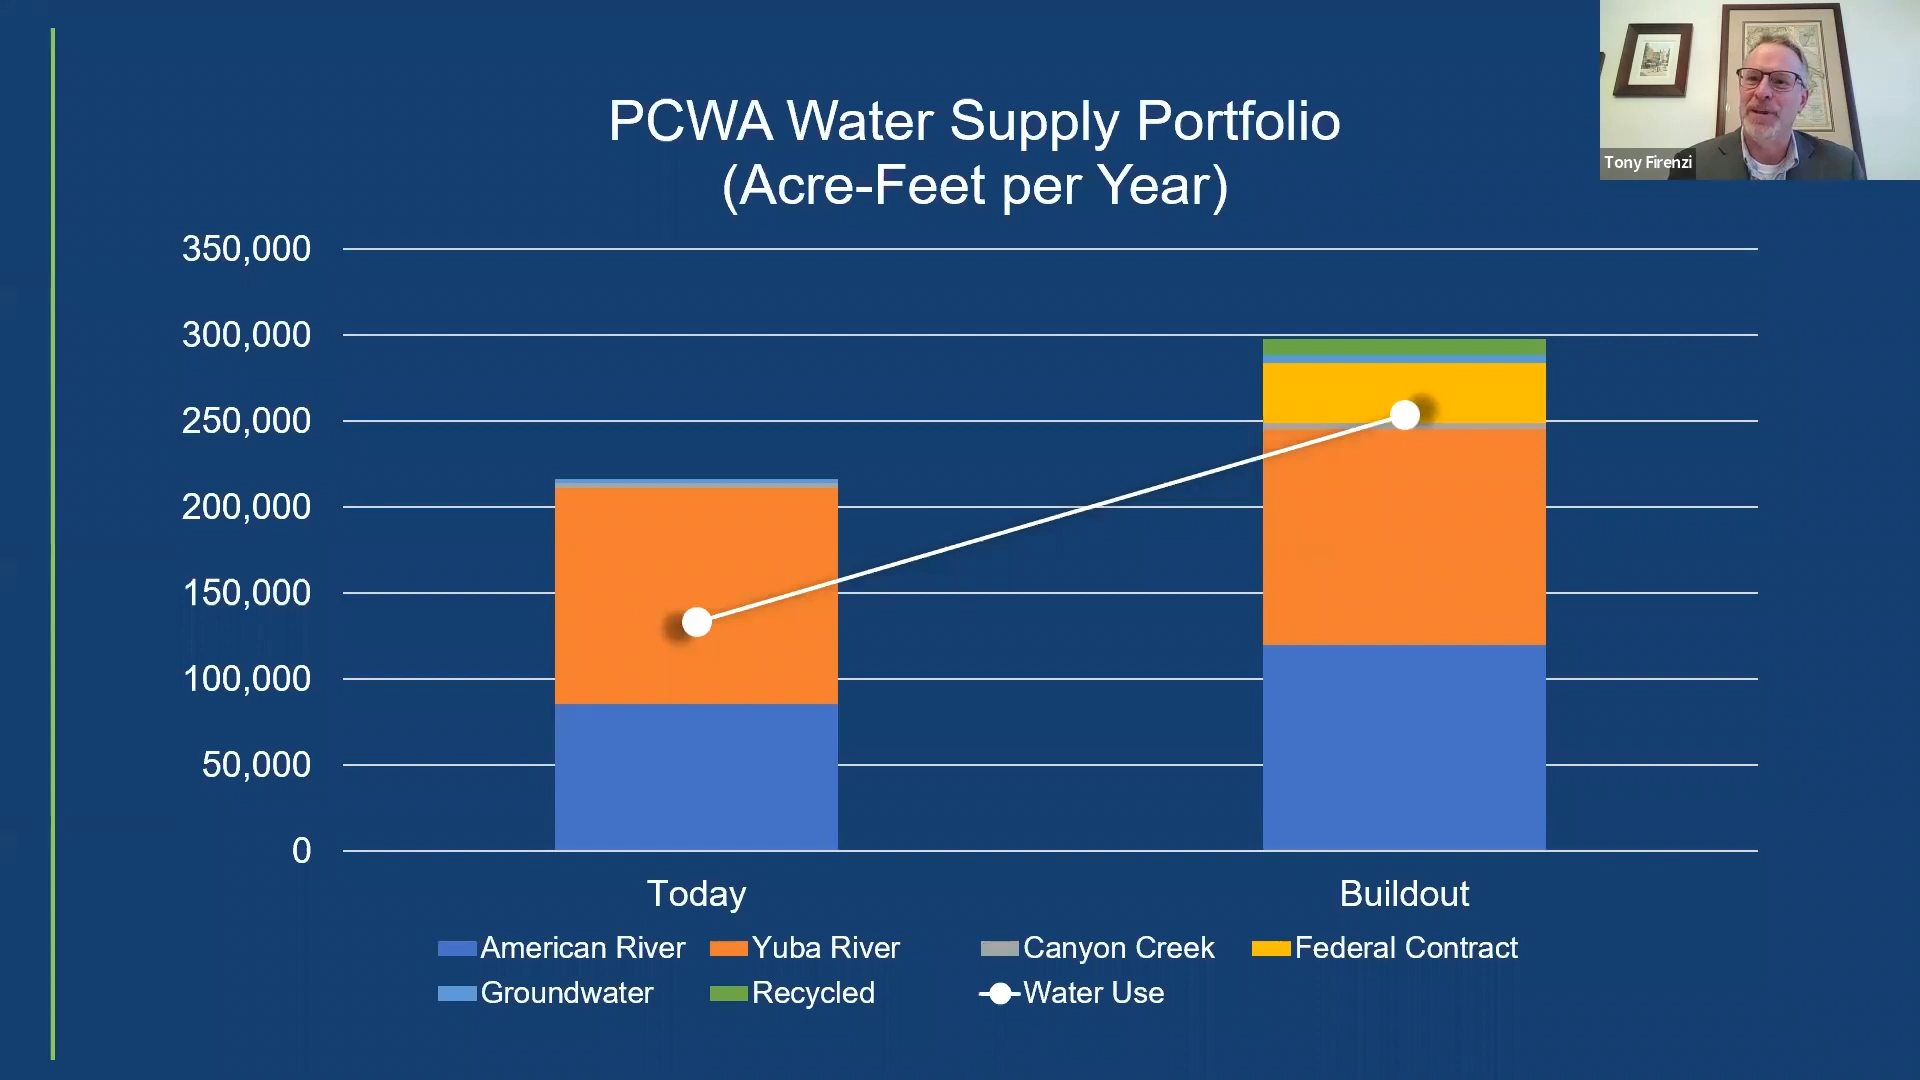 PCWA Water Supply Portfolio
(Acre-Feet per Year)
Tony Firenzi
350,000
300,000
250,000
200,000
150,000
100,000
50,000
0
Today
Buildout
American River
Yuba River
Canyon Creek
Federal Contract
Groundwater
Recycled
Water Use